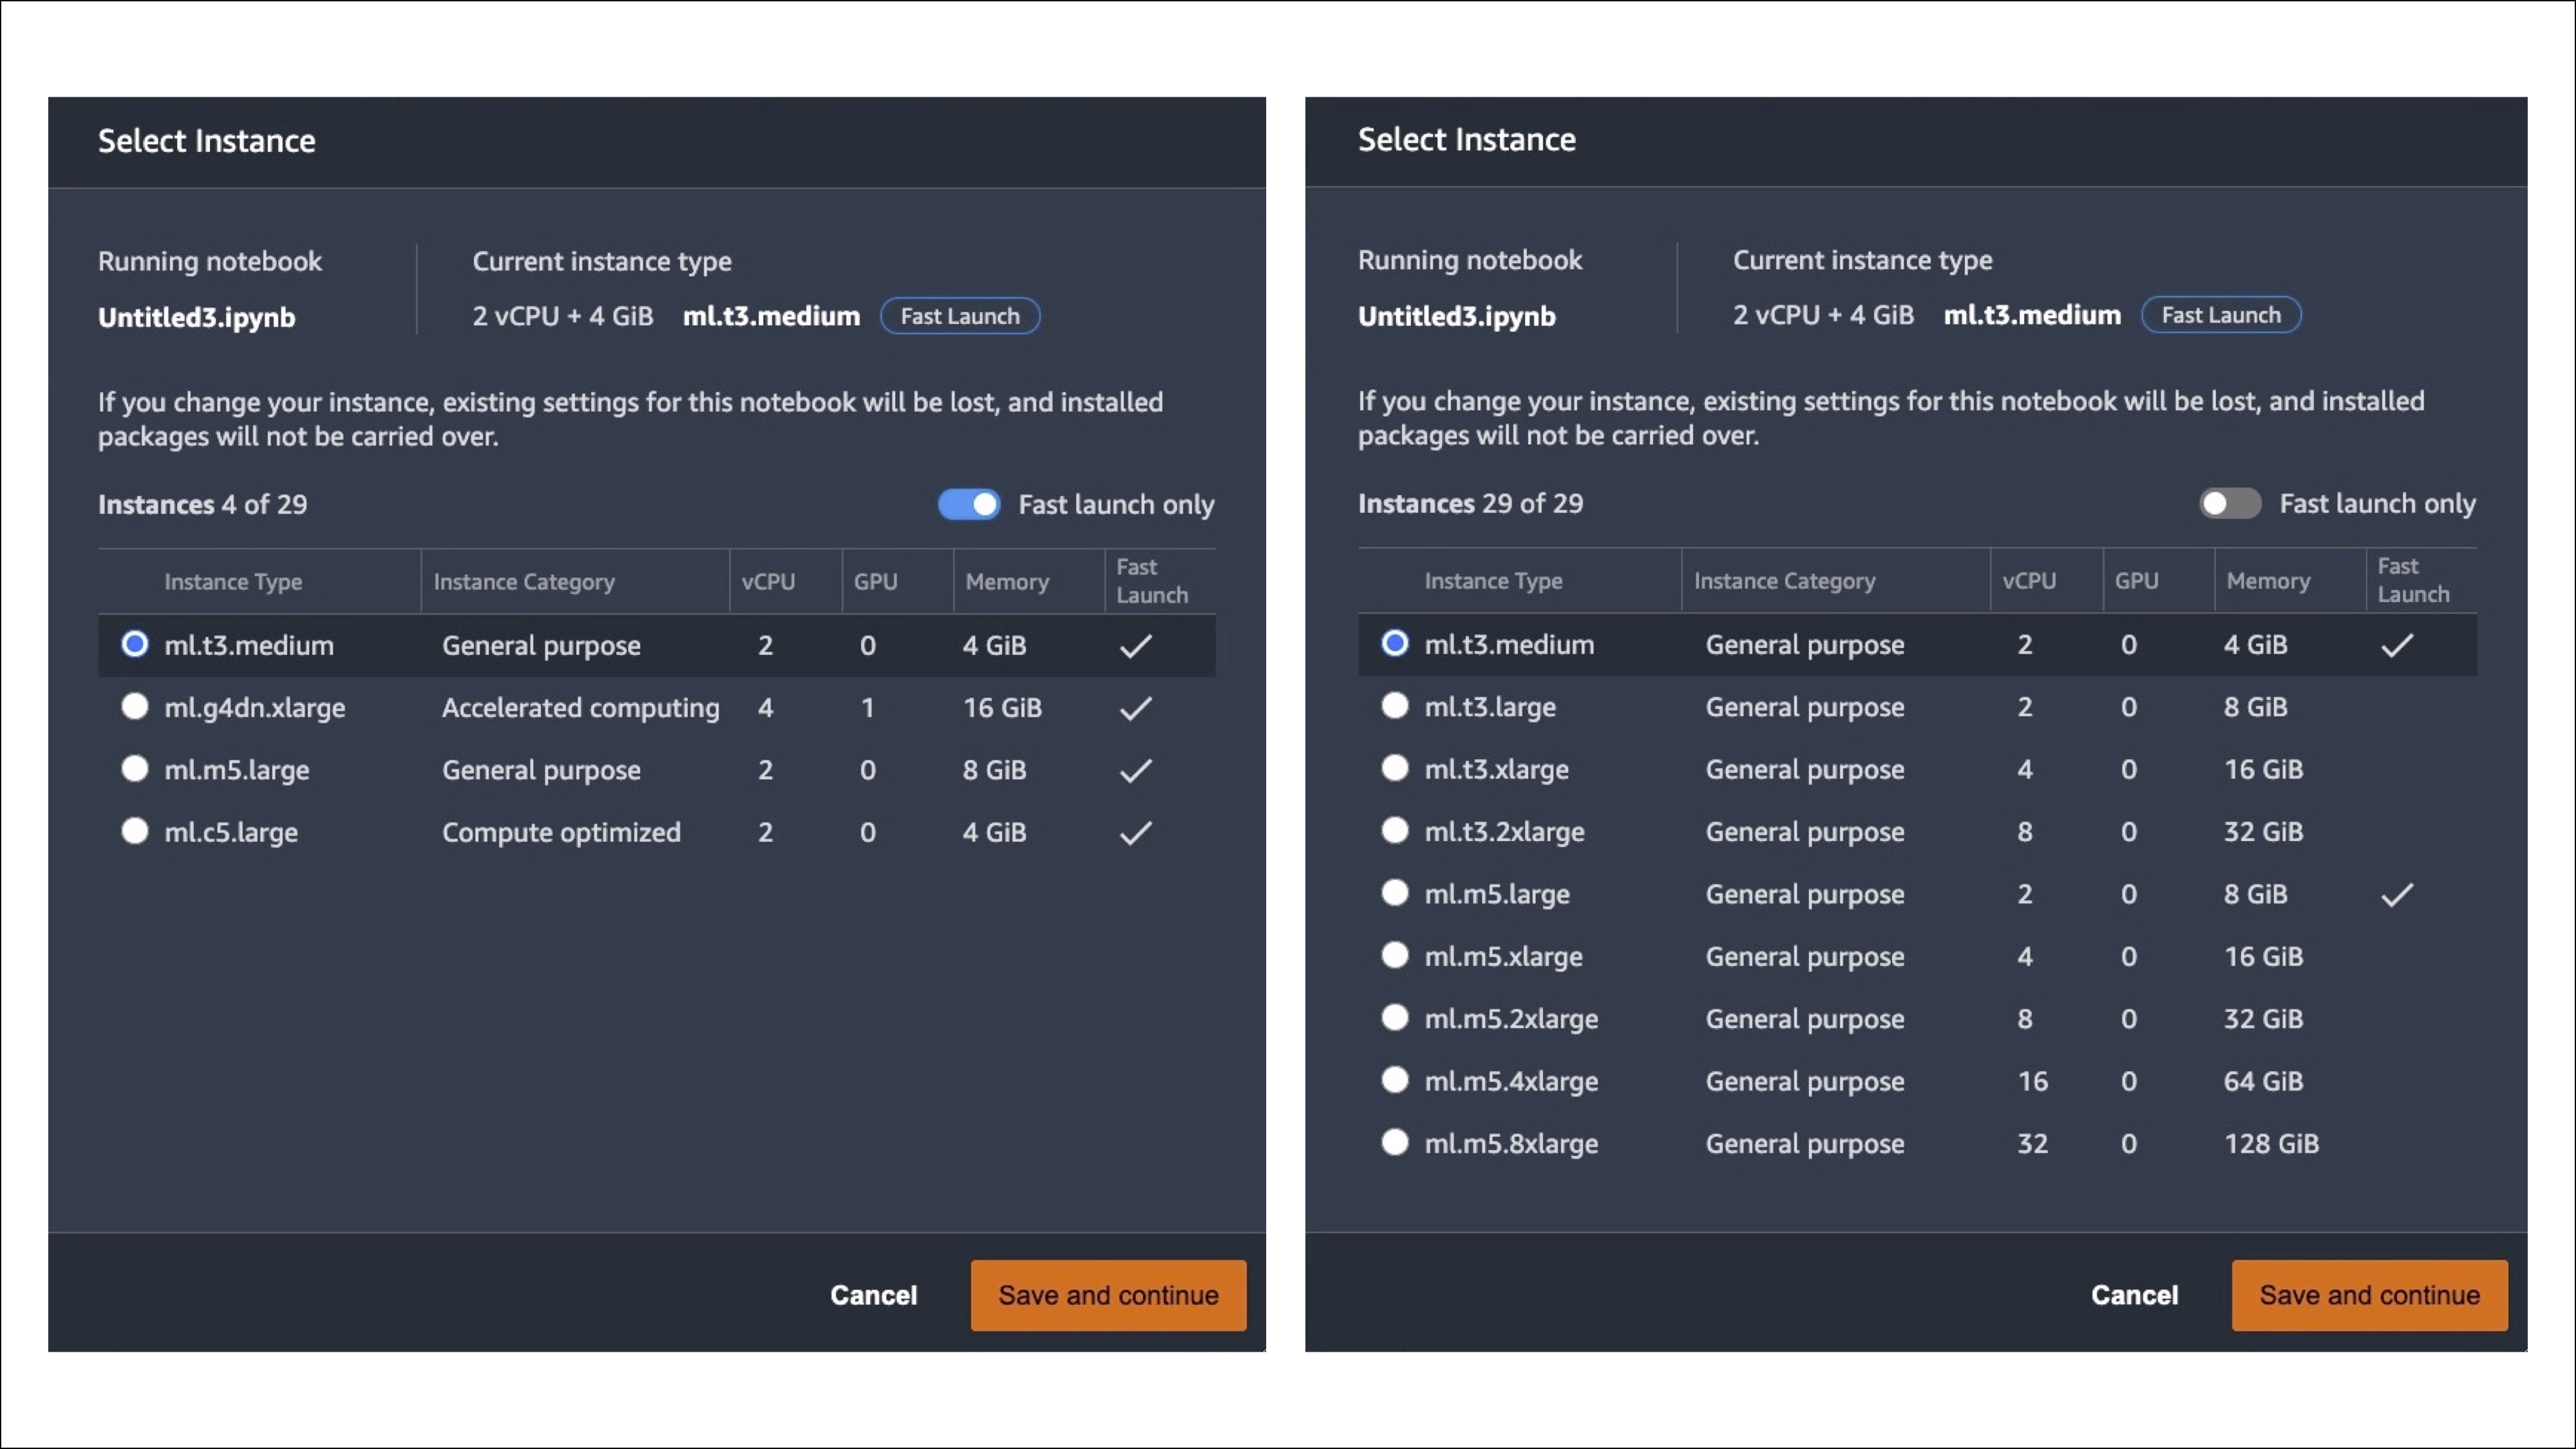 Select Instance
Running notebook
Current instance type
Untitled3.ipynb
2 vCPU + 4 GiB ml.t3.medium Fast Launch
If you change your instance, existing settings for this notebook will be lost, and installed
packages will not be carried over.
Instances 4 of 29
Fast launch only
Instance Type Instance Category vCPU GPU Memory Fast Launch
ml.t3.medium General purpose 2 0 4 GiB ✓
ml.g4dn.xlarge Accelerated computing 4 1 16 GiB ✓
ml.m5.large General purpose 2 0 8 GiB ✓
ml.c5.large Compute optimized 2 0 4 GiB ✓
Cancel
Save and continue
Select Instance
Running notebook
Current instance type
Untitled3.ipynb
2 vCPU + 4 GiB ml.t3.medium Fast Launch
If you change your instance, existing settings for this notebook will be lost, and installed
packages will not be carried over.
Instances 29 of 29
Fast launch only
Instance Type Instance Category vCPU GPU Memory Fast Launch
ml.t3.medium General purpose 2 0 4 GiB ✓
ml.t3.large General purpose 2 0 8 GiB
ml.t3.xlarge General purpose 4 0 16 GiB
ml.t3.2xlarge General purpose 8 0 32 GiB
ml.m5.large General purpose 2 0 8 GiB ✓
ml.m5.xlarge General purpose 4 0 16 GiB
ml.m5.2xlarge General purpose 8 0 32 GiB
ml.m5.4xlarge General purpose 16 0 64 GiB
ml.m5.8xlarge General purpose 32 0 128 GiB
Cancel
Save and continue